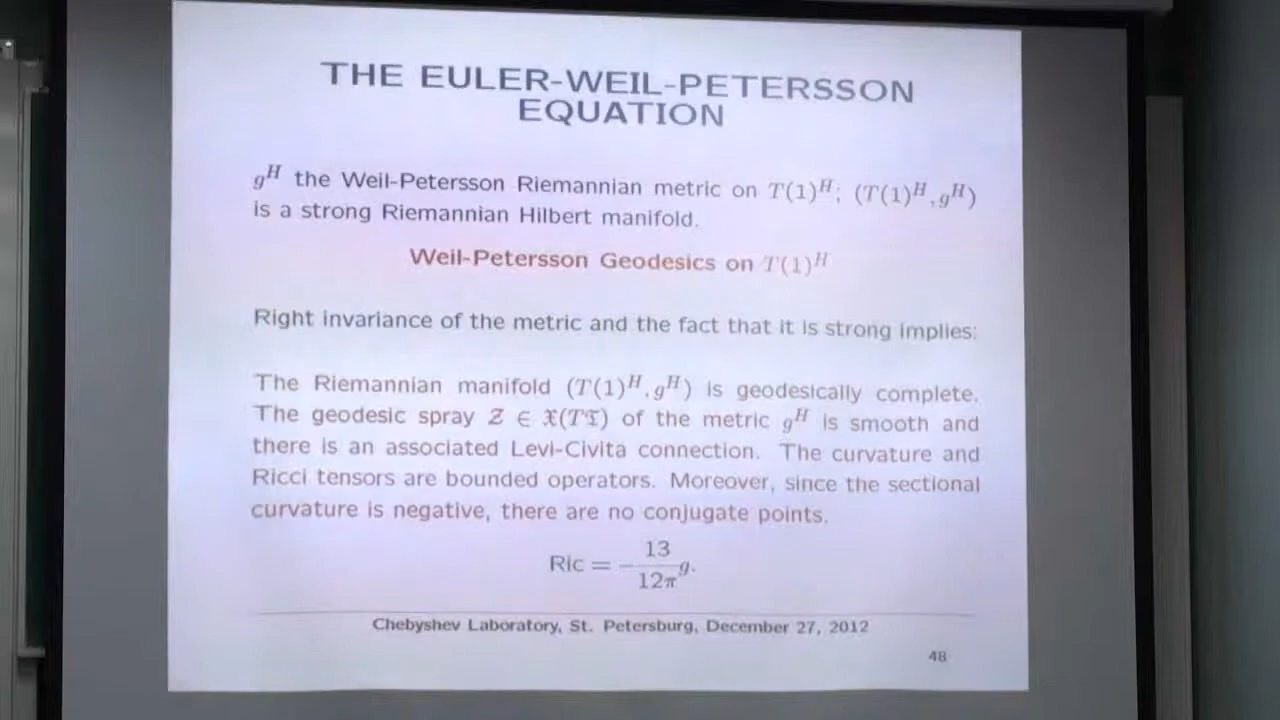 THE EULER-WEIL-PETERSSON
EQUATION
g^H the Weil-Petersson Riemannian metric on T(1)^H; (T(1)^H, g^H)
is a strong Riemannian Hilbert manifold.
Weil-Petersson Geodesics on T(1)^H
Right invariance of the metric and the fact that it is strong implies:
The Riemannian manifold (T(1)^H, g^H) is geodesically complete.
The geodesic spray Z ∈ 𝔛(T𝔗) of the metric g^H is smooth and
there is an associated Levi-Civita connection. The curvature and
Ricci tensors are bounded operators. Moreover, since the sectional
curvature is negative, there are no conjugate points.
Ric = −13/12π g.
Chebyshev Laboratory, St. Petersburg, December 27, 2012
48